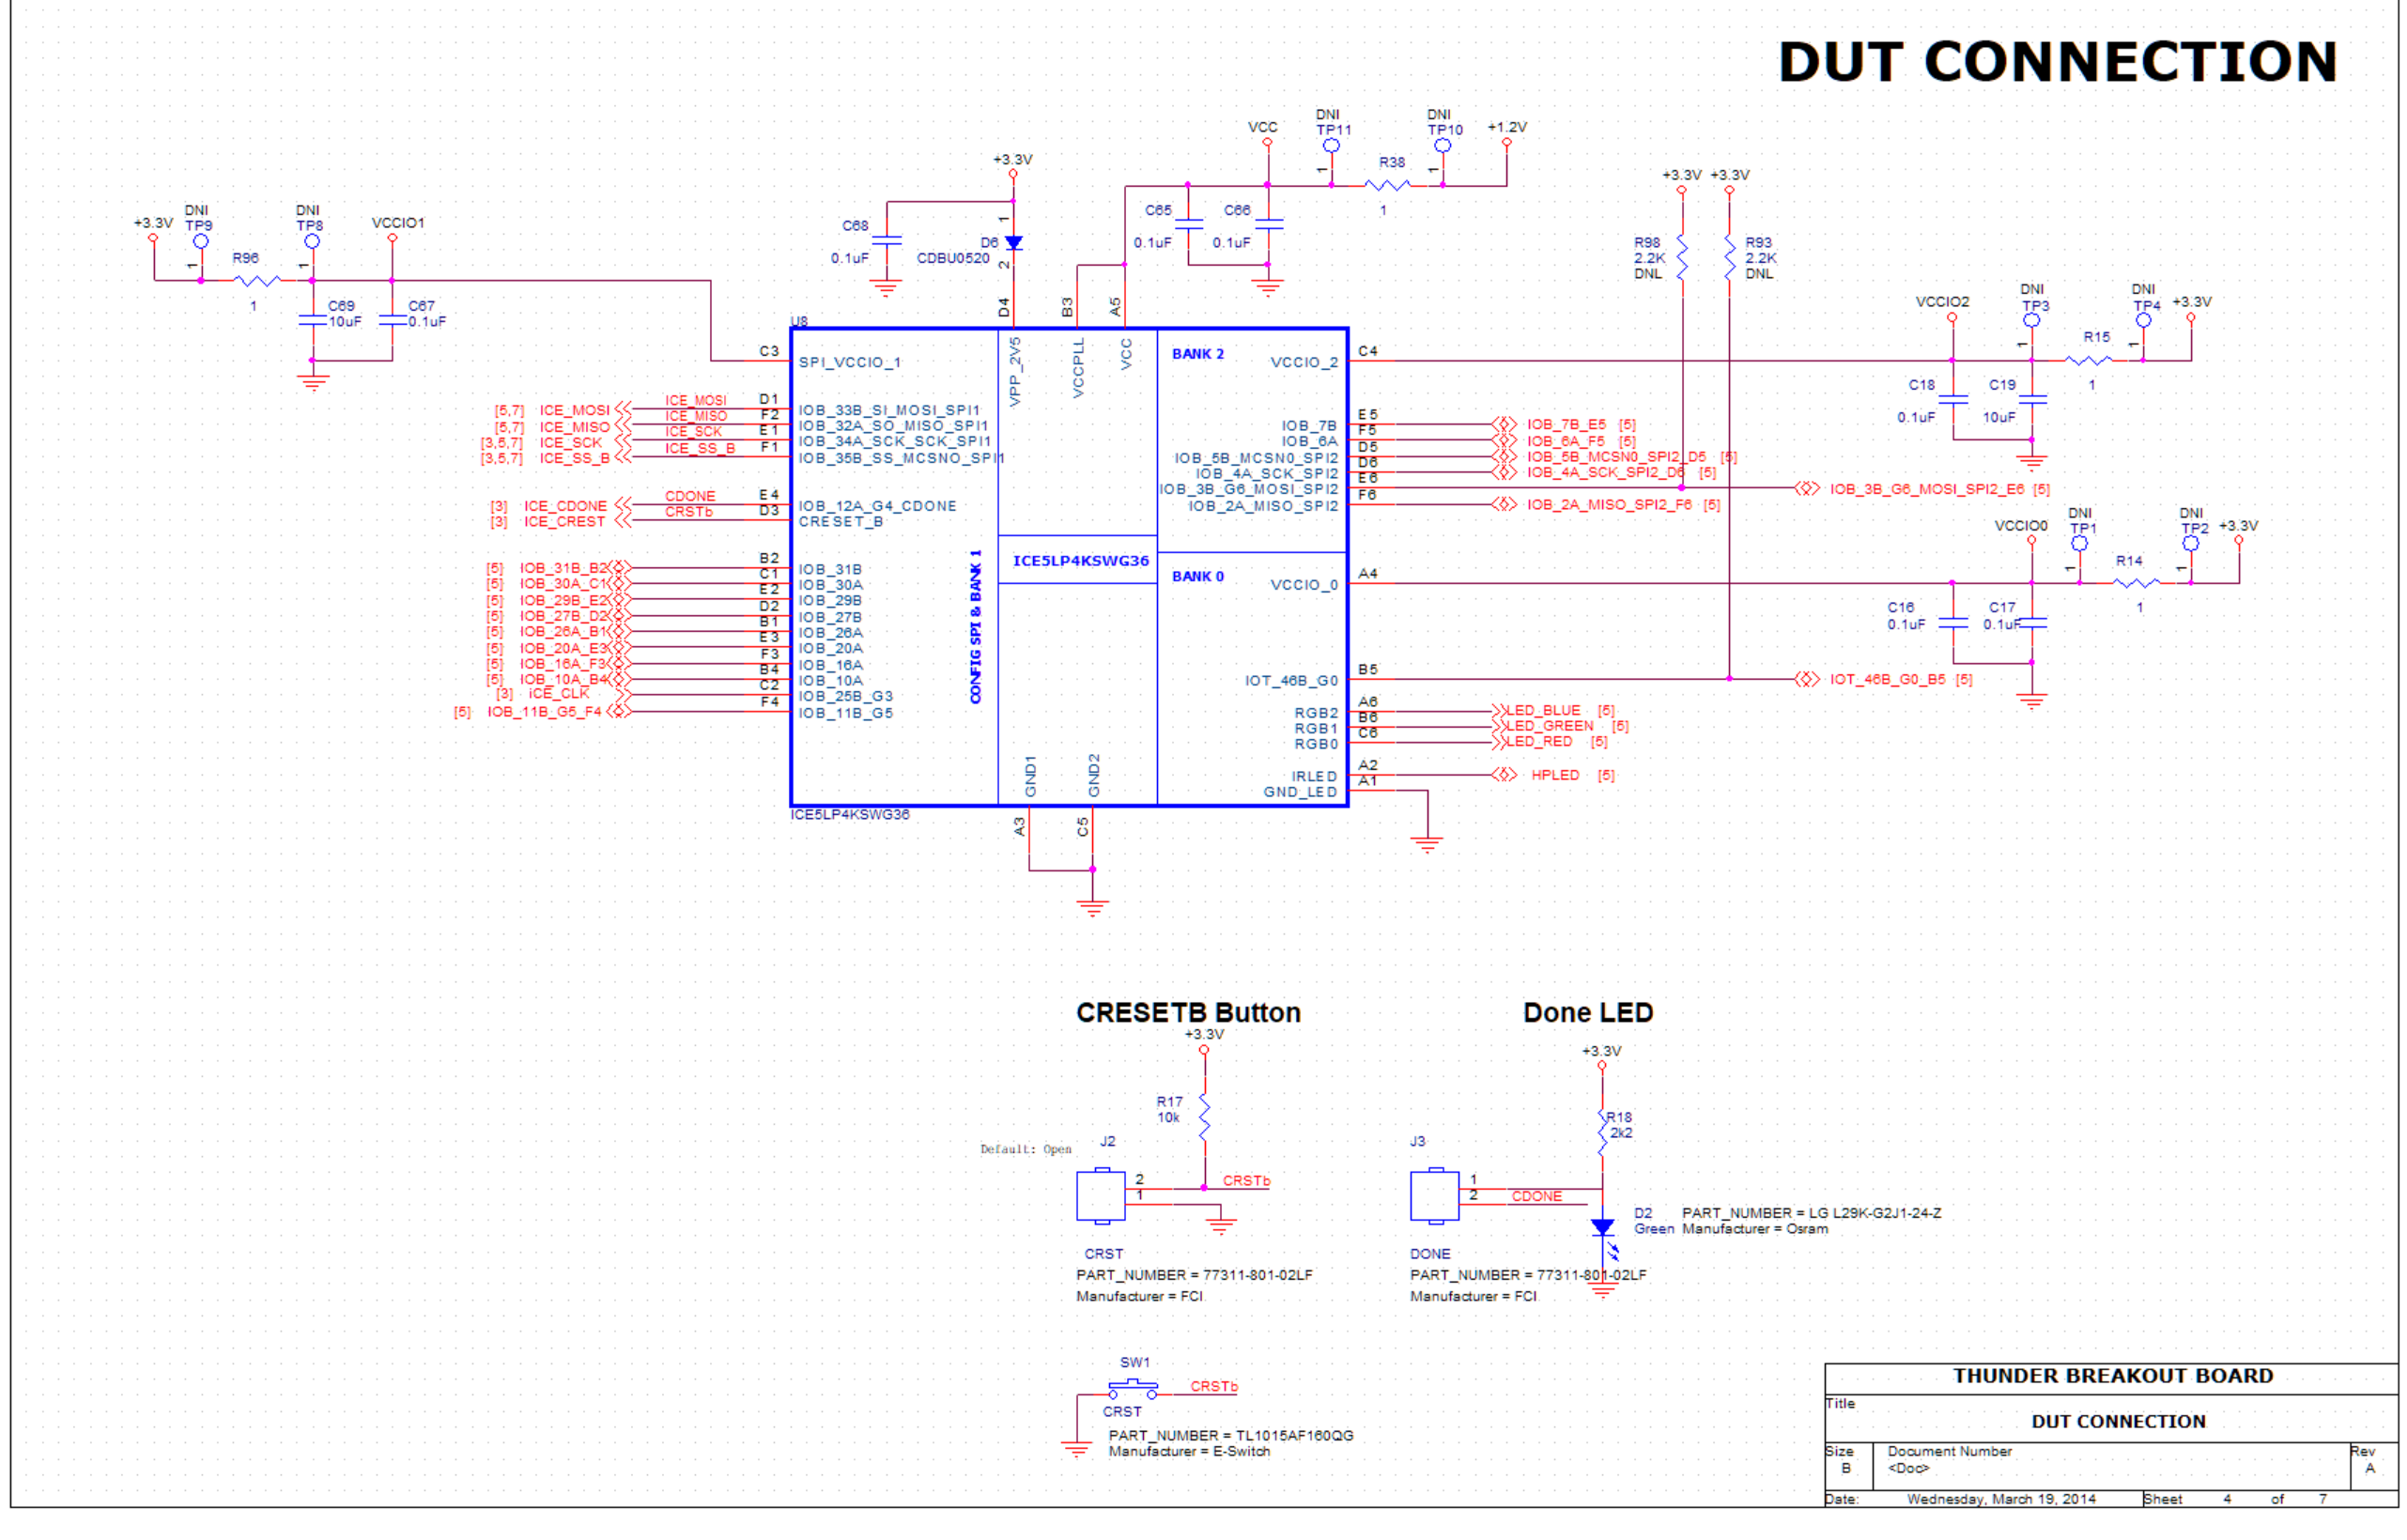 DUT CONNECTION
DNI
TP11
DNI
TP10
VCC
+1.2V
R38
1
1
1
C65
0.1uF
C66
0.1uF
+3.3V
C68
0.1uF
1
D6
CDBU0520
2
+3.3V
DNI
TP9
1
R96
1
DNI
TP8
1
VCCIO1
C69
10uF
C67
0.1uF
+3.3V +3.3V
R98
2.2K
DNL
R93
2.2K
DNL
VCCIO2
DNI
TP3
1
DNI
TP4
1
+3.3V
R15
1
C18
0.1uF
C19
10uF
VCCIO0
DNI
TP1
1
DNI
TP2
1
+3.3V
R14
1
C16
0.1uF
C17
0.1uF
U8
D4
B3
A5
VPP_2V5
VCCPLL
VCC
C3 SPI_VCCIO_1
[5,7] ICE_MOSI ICE_MOSI D1 IOB_33B_SI_MOSI_SPI1
[5,7] ICE_MISO ICE_MISO F2 IOB_32A_SO_MISO_SPI1
[3,5,7] ICE_SCK ICE_SCK E1 IOB_34A_SCK_SCK_SPI1
[3,5,7] ICE_SS_B ICE_SS_B F1 IOB_35B_SS_MCSNO_SPI1
[3] ICE_CDONE CDONE E4 IOB_12A_G4_CDONE
[3] ICE_CREST CRSTb D3 CRESET_B
[5] IOB_31B_B2 B2 IOB_31B
[5] IOB_30A_C1 C1 IOB_30A
[5] IOB_29B_E2 E2 IOB_29B
[5] IOB_27B_D2 D2 IOB_27B
[5] IOB_26A_B1 B1 IOB_26A
[5] IOB_20A_E3 E3 IOB_20A
[5] IOB_16A_F3 F3 IOB_16A
[5] IOB_10A_B4 B4 IOB_10A
[3] iCE_CLK C2 IOB_25B_G3
[5] IOB_11B_G5_F4 F4 IOB_11B_G5
CONFIG SPI & BANK 1
ICE5LP4KSWG36
BANK 2
VCCIO_2 C4
IOB_7B E5 IOB_7B_E5 [5]
IOB_6A F5 IOB_6A_F5 [5]
IOB_5B_MCSN0_SPI2 D5 IOB_5B_MCSN0_SPI2_D5 [5]
IOB_4A_SCK_SPI2 D6 IOB_4A_SCK_SPI2_D6 [5]
IOB_3B_G6_MOSI_SPI2 E6 IOB_3B_G6_MOSI_SPI2_E6 [5]
IOB_2A_MISO_SPI2 F6 IOB_2A_MISO_SPI2_F6 [5]
BANK 0
VCCIO_0 A4
IOT_46B_G0 B5 IOT_46B_G0_B5 [5]
RGB2 A6 LED_BLUE [5]
RGB1 B6 LED_GREEN [5]
RGB0 C6 LED_RED [5]
IRLED A2 HPLED [5]
GND_LED A1
GND1
GND2
A3
C5
ICE5LP4KSWG36
CRESETB Button
+3.3V
R17
10k
Default: Open
J2
2
1
CRSTb
CRST
PART_NUMBER = 77311-801-02LF
Manufacturer = FCI
Done LED
+3.3V
R18
2k2
J3
1
2
CDONE
D2
Green
PART_NUMBER = LG L29K-G2J1-24-Z
Manufacturer = Osram
DONE
PART_NUMBER = 77311-801-02LF
Manufacturer = FCI
SW1
CRSTb
CRST
PART_NUMBER = TL1015AF160QG
Manufacturer = E-Switch
THUNDER BREAKOUT BOARD
Title
DUT CONNECTION
Size
B
Document Number
<Doc>
Rev
A
Date: Wednesday, March 19, 2014 Sheet 4 of 7